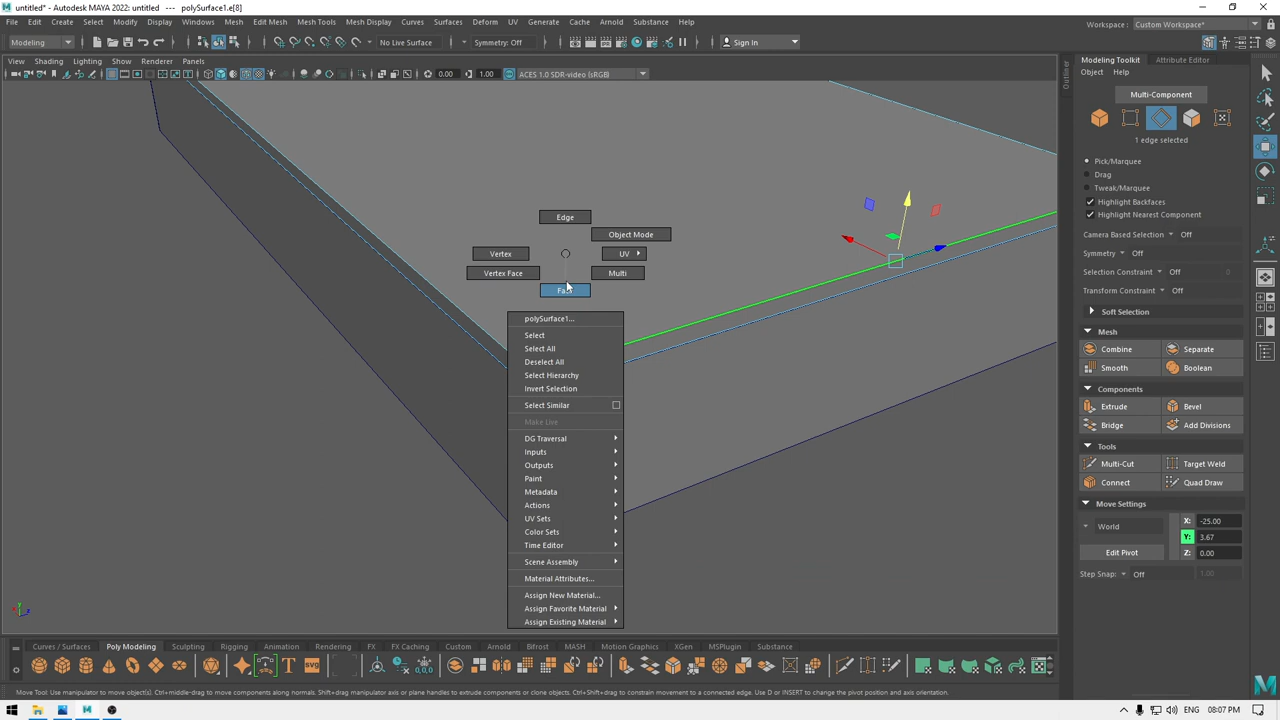 untitled* - Autodesk MAYA 2022: untitled --- polySurface1.e[8]
File Edit Create Select Modify Display Windows Mesh Edit Mesh Mesh Tools Mesh Display Curves Surfaces Deform UV Generate Cache Arnold Substance Help
Workspace : Custom Workspace*
Modeling No Live Surface Symmetry: Off Sign In
View Shading Lighting Show Renderer Panels
0.00 1.00 ACES 1.0 SDR-video (sRGB)
Outliner
Modeling Toolkit Attribute Editor
Object Help
Multi-Component
1 edge selected
Pick/Marquee
Drag
Tweak/Marquee
Highlight Backfaces
Highlight Nearest Component
Camera Based Selection Off
Symmetry Off
Selection Constraint Off 0
Transform Constraint Off
Soft Selection
Mesh
Combine Separate
Smooth Boolean
Components
Extrude Bevel
Bridge Add Divisions
Tools
Multi-Cut Target Weld
Connect Quad Draw
Move Settings
World X: -25.00
Y: 3.67
Edit Pivot Z: 0.00
Step Snap: Off 1.00
Edge
Object Mode
Vertex UV
Vertex Face Multi
Face
polySurface1...
Select
Select All
Deselect All
Select Hierarchy
Invert Selection
Select Similar
Make Live
DG Traversal
Inputs
Outputs
Paint
Metadata
Actions
UV Sets
Color Sets
Time Editor
Scene Assembly
Material Attributes...
Assign New Material...
Assign Favorite Material
Assign Existing Material
Curves / Surfaces Poly Modeling Sculpting Rigging Animation Rendering FX FX Caching Custom Arnold Bifrost MASH Motion Graphics XGen MSPlugin Substance
T SVG
Move Tool: Use manipulator to move object(s). Ctrl+middle-drag to move components along normals. Shift+drag manipulator axis or plane handles to extrude components or clone objects. Ctrl+Shift+drag to constrain movement to a connected edge. Use D or INSERT to change the pivot position and axis orientation.
ENG 08:07 PM